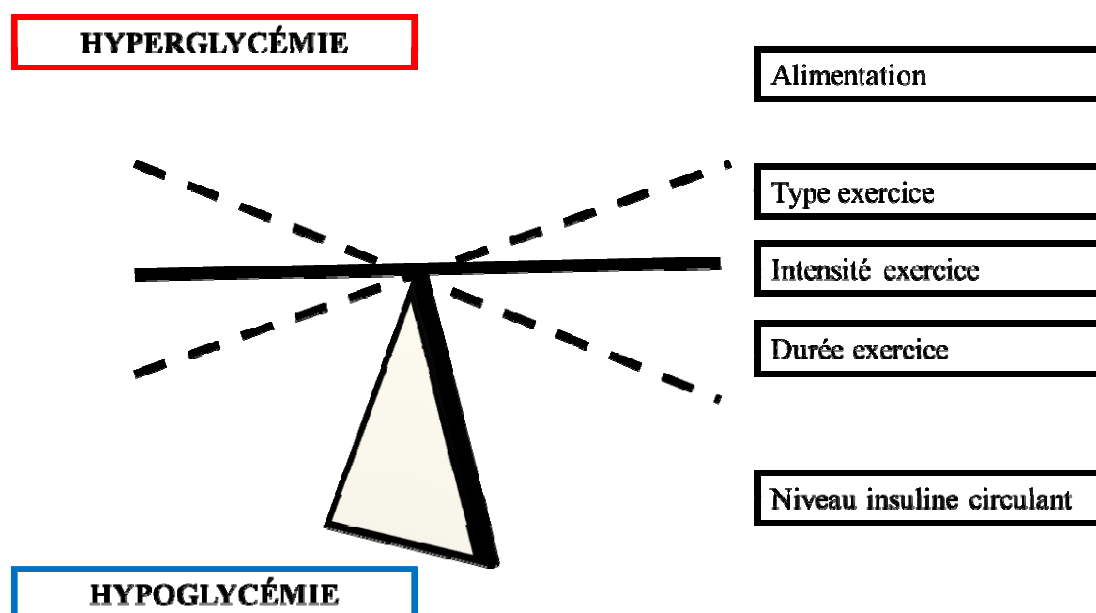 HYPERGLYCÉMIE
Alimentation
Type exercice
Intensité exercice
Durée exercice
Niveau insuline circulant
HYPOGLYCÉMIE